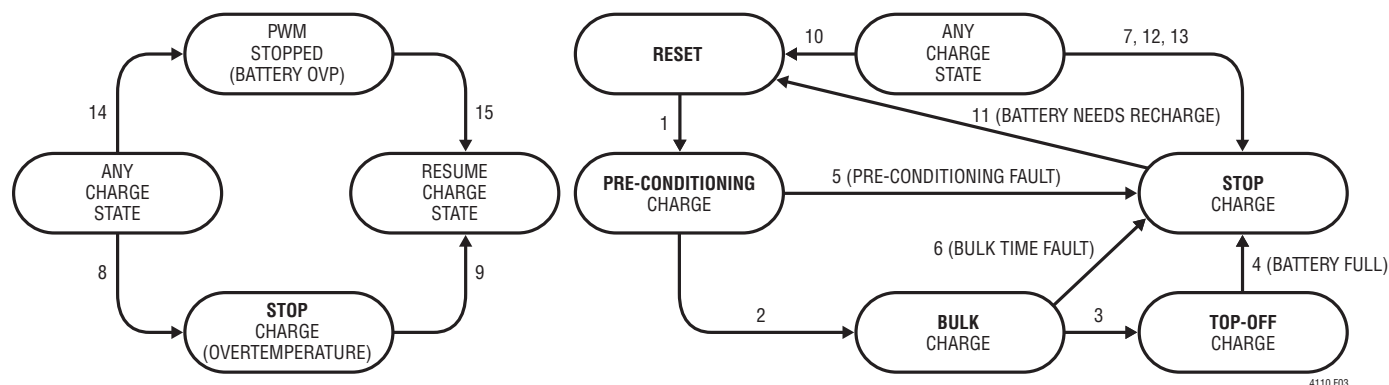 PWM
STOPPED
(BATTERY OVP)
14
15
ANY
CHARGE
STATE
RESUME
CHARGE
STATE
8
9
STOP
CHARGE
(OVERTEMPERATURE)
RESET
10
ANY
CHARGE
STATE
7, 12, 13
1
11 (BATTERY NEEDS RECHARGE)
PRE-CONDITIONING
CHARGE
5 (PRE-CONDITIONING FAULT)
STOP
CHARGE
6 (BULK TIME FAULT)
4 (BATTERY FULL)
2
BULK
CHARGE
3
TOP-OFF
CHARGE
4110 F03